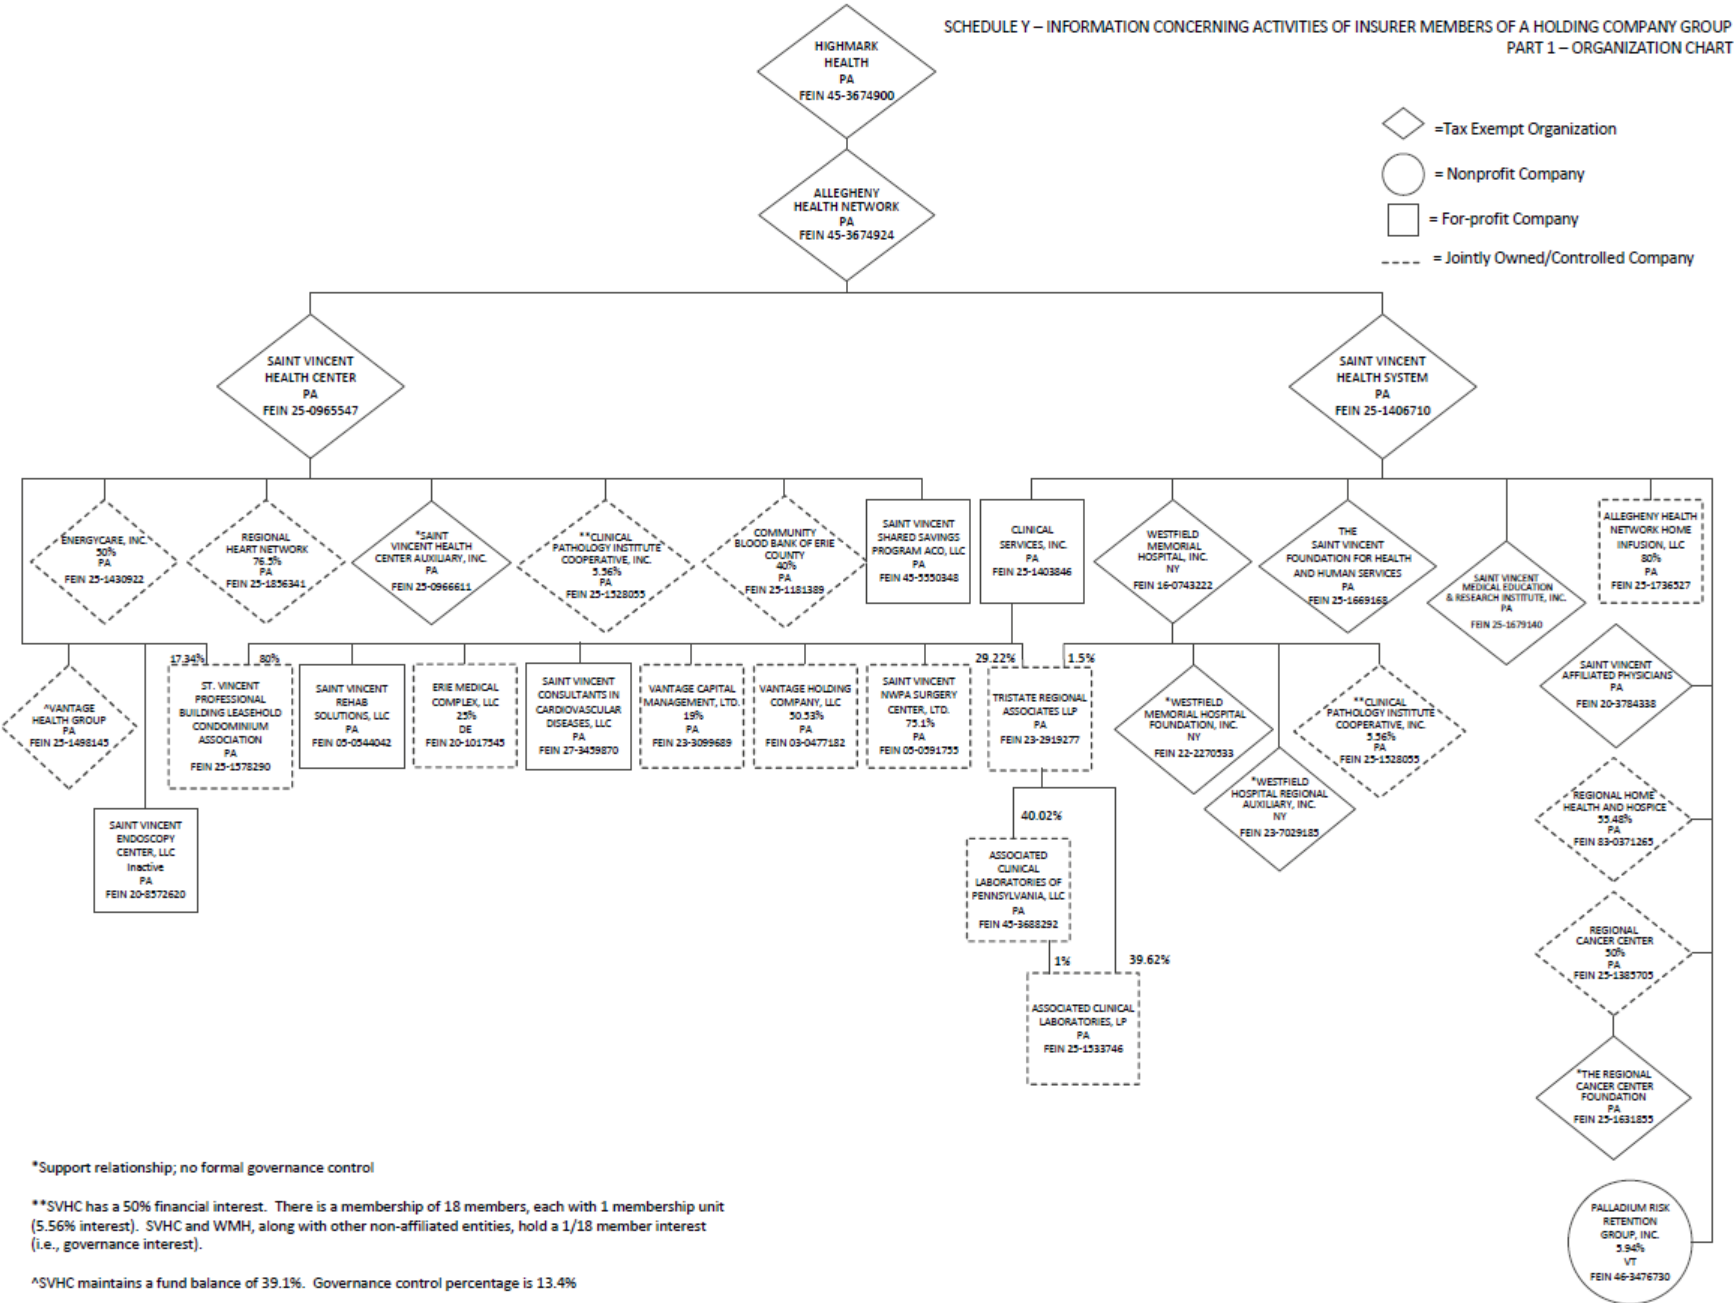 SCHEDULE Y – INFORMATION CONCERNING ACTIVITIES OF INSURER MEMBERS OF A HOLDING COMPANY GROUP
PART 1 – ORGANIZATION CHART
HIGHMARK
HEALTH
PA
FEIN 45-3674900
=Tax Exempt Organization
= Nonprofit Company
= For-profit Company
= Jointly Owned/Controlled Company
ALLEGHENY
HEALTH NETWORK
PA
FEIN 45-3674924
SAINT VINCENT
HEALTH CENTER
PA
FEIN 25-0965547
SAINT VINCENT
HEALTH SYSTEM
PA
FEIN 25-1406710
ENERGYCARE, INC.
50%
PA
FEIN 25-1430922
REGIONAL
HEART NETWORK
76.5%
PA
FEIN 25-1856341
*SAINT
VINCENT HEALTH
CENTER AUXILIARY, INC.
PA
FEIN 25-0966611
**CLINICAL
PATHOLOGY INSTITUTE
COOPERATIVE, INC.
5.56%
PA
FEIN 25-1528055
COMMUNITY
BLOOD BANK OF ERIE
COUNTY
40%
PA
FEIN 25-1181389
SAINT VINCENT
SHARED SAVINGS
PROGRAM ACO, LLC
PA
FEIN 45-5550348
CLINICAL
SERVICES, INC.
PA
FEIN 25-1403846
WESTFIELD
MEMORIAL
HOSPITAL, INC.
NY
FEIN 16-0743222
THE
SAINT VINCENT
FOUNDATION FOR HEALTH
AND HUMAN SERVICES
PA
FEIN 25-1669168
SAINT VINCENT
MEDICAL EDUCATION
& RESEARCH INSTITUTE, INC.
PA
FEIN 25-1679140
ALLEGHENY HEALTH
NETWORK HOME
INFUSION, LLC
80%
PA
FEIN 25-1736527
^VANTAGE
HEALTH GROUP
PA
FEIN 25-1498145
17.34%
80%
ST. VINCENT
PROFESSIONAL
BUILDING LEASEHOLD
CONDOMINIUM
ASSOCIATION
PA
FEIN 25-1578290
SAINT VINCENT
REHAB
SOLUTIONS, LLC
PA
FEIN 05-0544042
ERIE MEDICAL
COMPLEX, LLC
25%
DE
FEIN 20-1017545
SAINT VINCENT
CONSULTANTS IN
CARDIOVASCULAR
DISEASES, LLC
PA
FEIN 27-3459870
VANTAGE CAPITAL
MANAGEMENT, LTD.
19%
PA
FEIN 23-3099689
VANTAGE HOLDING
COMPANY, LLC
50.53%
PA
FEIN 03-0477182
SAINT VINCENT
NWPA SURGERY
CENTER, LTD.
75.1%
PA
FEIN 05-0591755
29.22%
1.5%
TRISTATE REGIONAL
ASSOCIATES LLP
PA
FEIN 23-2919277
*WESTFIELD
MEMORIAL HOSPITAL
FOUNDATION, INC.
NY
FEIN 22-2270533
*WESTFIELD
HOSPITAL REGIONAL
AUXILIARY, INC.
NY
FEIN 23-7029185
**CLINICAL
PATHOLOGY INSTITUTE
COOPERATIVE, INC.
5.56%
PA
FEIN 25-1528055
SAINT VINCENT
AFFILIATED PHYSICIANS
PA
FEIN 20-3784338
REGIONAL HOME
HEALTH AND HOSPICE
55.48%
PA
FEIN 83-0371265
SAINT VINCENT
ENDOSCOPY
CENTER, LLC
Inactive
PA
FEIN 20-8572620
40.02%
ASSOCIATED
CLINICAL
LABORATORIES OF
PENNSYLVANIA, LLC
PA
FEIN 45-3688292
1%
39.62%
ASSOCIATED CLINICAL
LABORATORIES, LP
PA
FEIN 25-1533746
REGIONAL
CANCER CENTER
50%
PA
FEIN 25-1385705
*THE REGIONAL
CANCER CENTER
FOUNDATION
PA
FEIN 25-1631855
PALLADIUM RISK
RETENTION
GROUP, INC.
5.94%
VT
FEIN 46-3476730
*Support relationship; no formal governance control
**SVHC has a 50% financial interest. There is a membership of 18 members, each with 1 membership unit
(5.56% interest). SVHC and WMH, along with other non-affiliated entities, hold a 1/18 member interest
(i.e., governance interest).
^SVHC maintains a fund balance of 39.1%. Governance control percentage is 13.4%